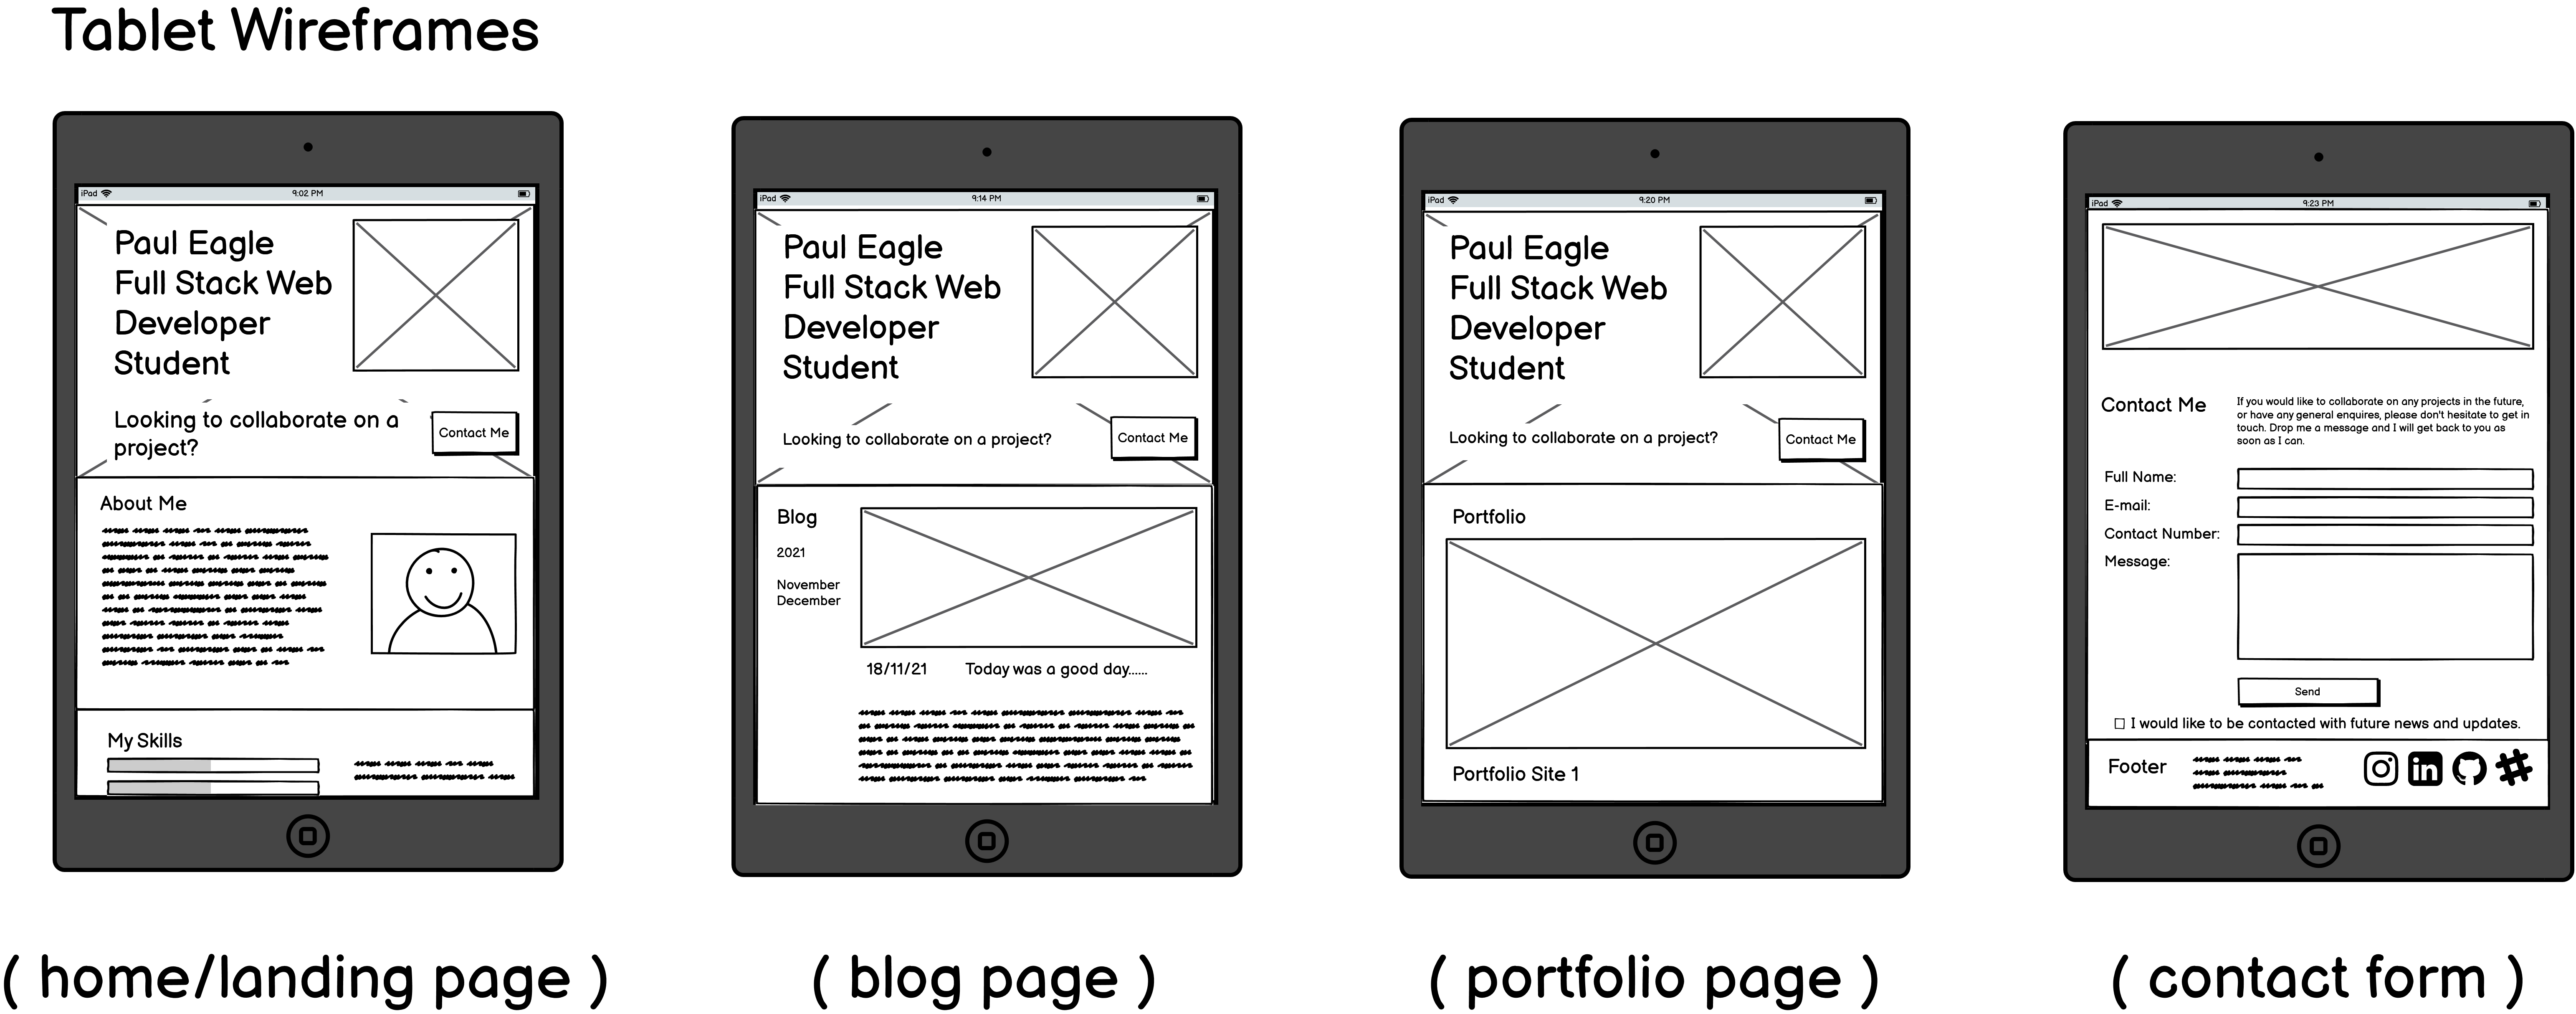 Tablet Wireframes
iPad
9:02 PM
Paul Eagle
Full Stack Web
Developer
Student
Looking to collaborate on a
project?
Contact Me
About Me
My Skills
( home/landing page )
iPad
9:14 PM
Paul Eagle
Full Stack Web
Developer
Student
Looking to collaborate on a project?
Contact Me
Blog
2021
November
December
18/11/21
Today was a good day......
( blog page )
iPad
9:20 PM
Paul Eagle
Full Stack Web
Developer
Student
Looking to collaborate on a project?
Contact Me
Portfolio
Portfolio Site 1
( portfolio page )
iPad
9:23 PM
Contact Me
If you would like to collaborate on any projects in the future,
or have any general enquires, please don't hesitate to get in
touch. Drop me a message and I will get back to you as
soon as I can.
Full Name:
E-mail:
Contact Number:
Message:
Send
I would like to be contacted with future news and updates.
Footer
in
( contact form )